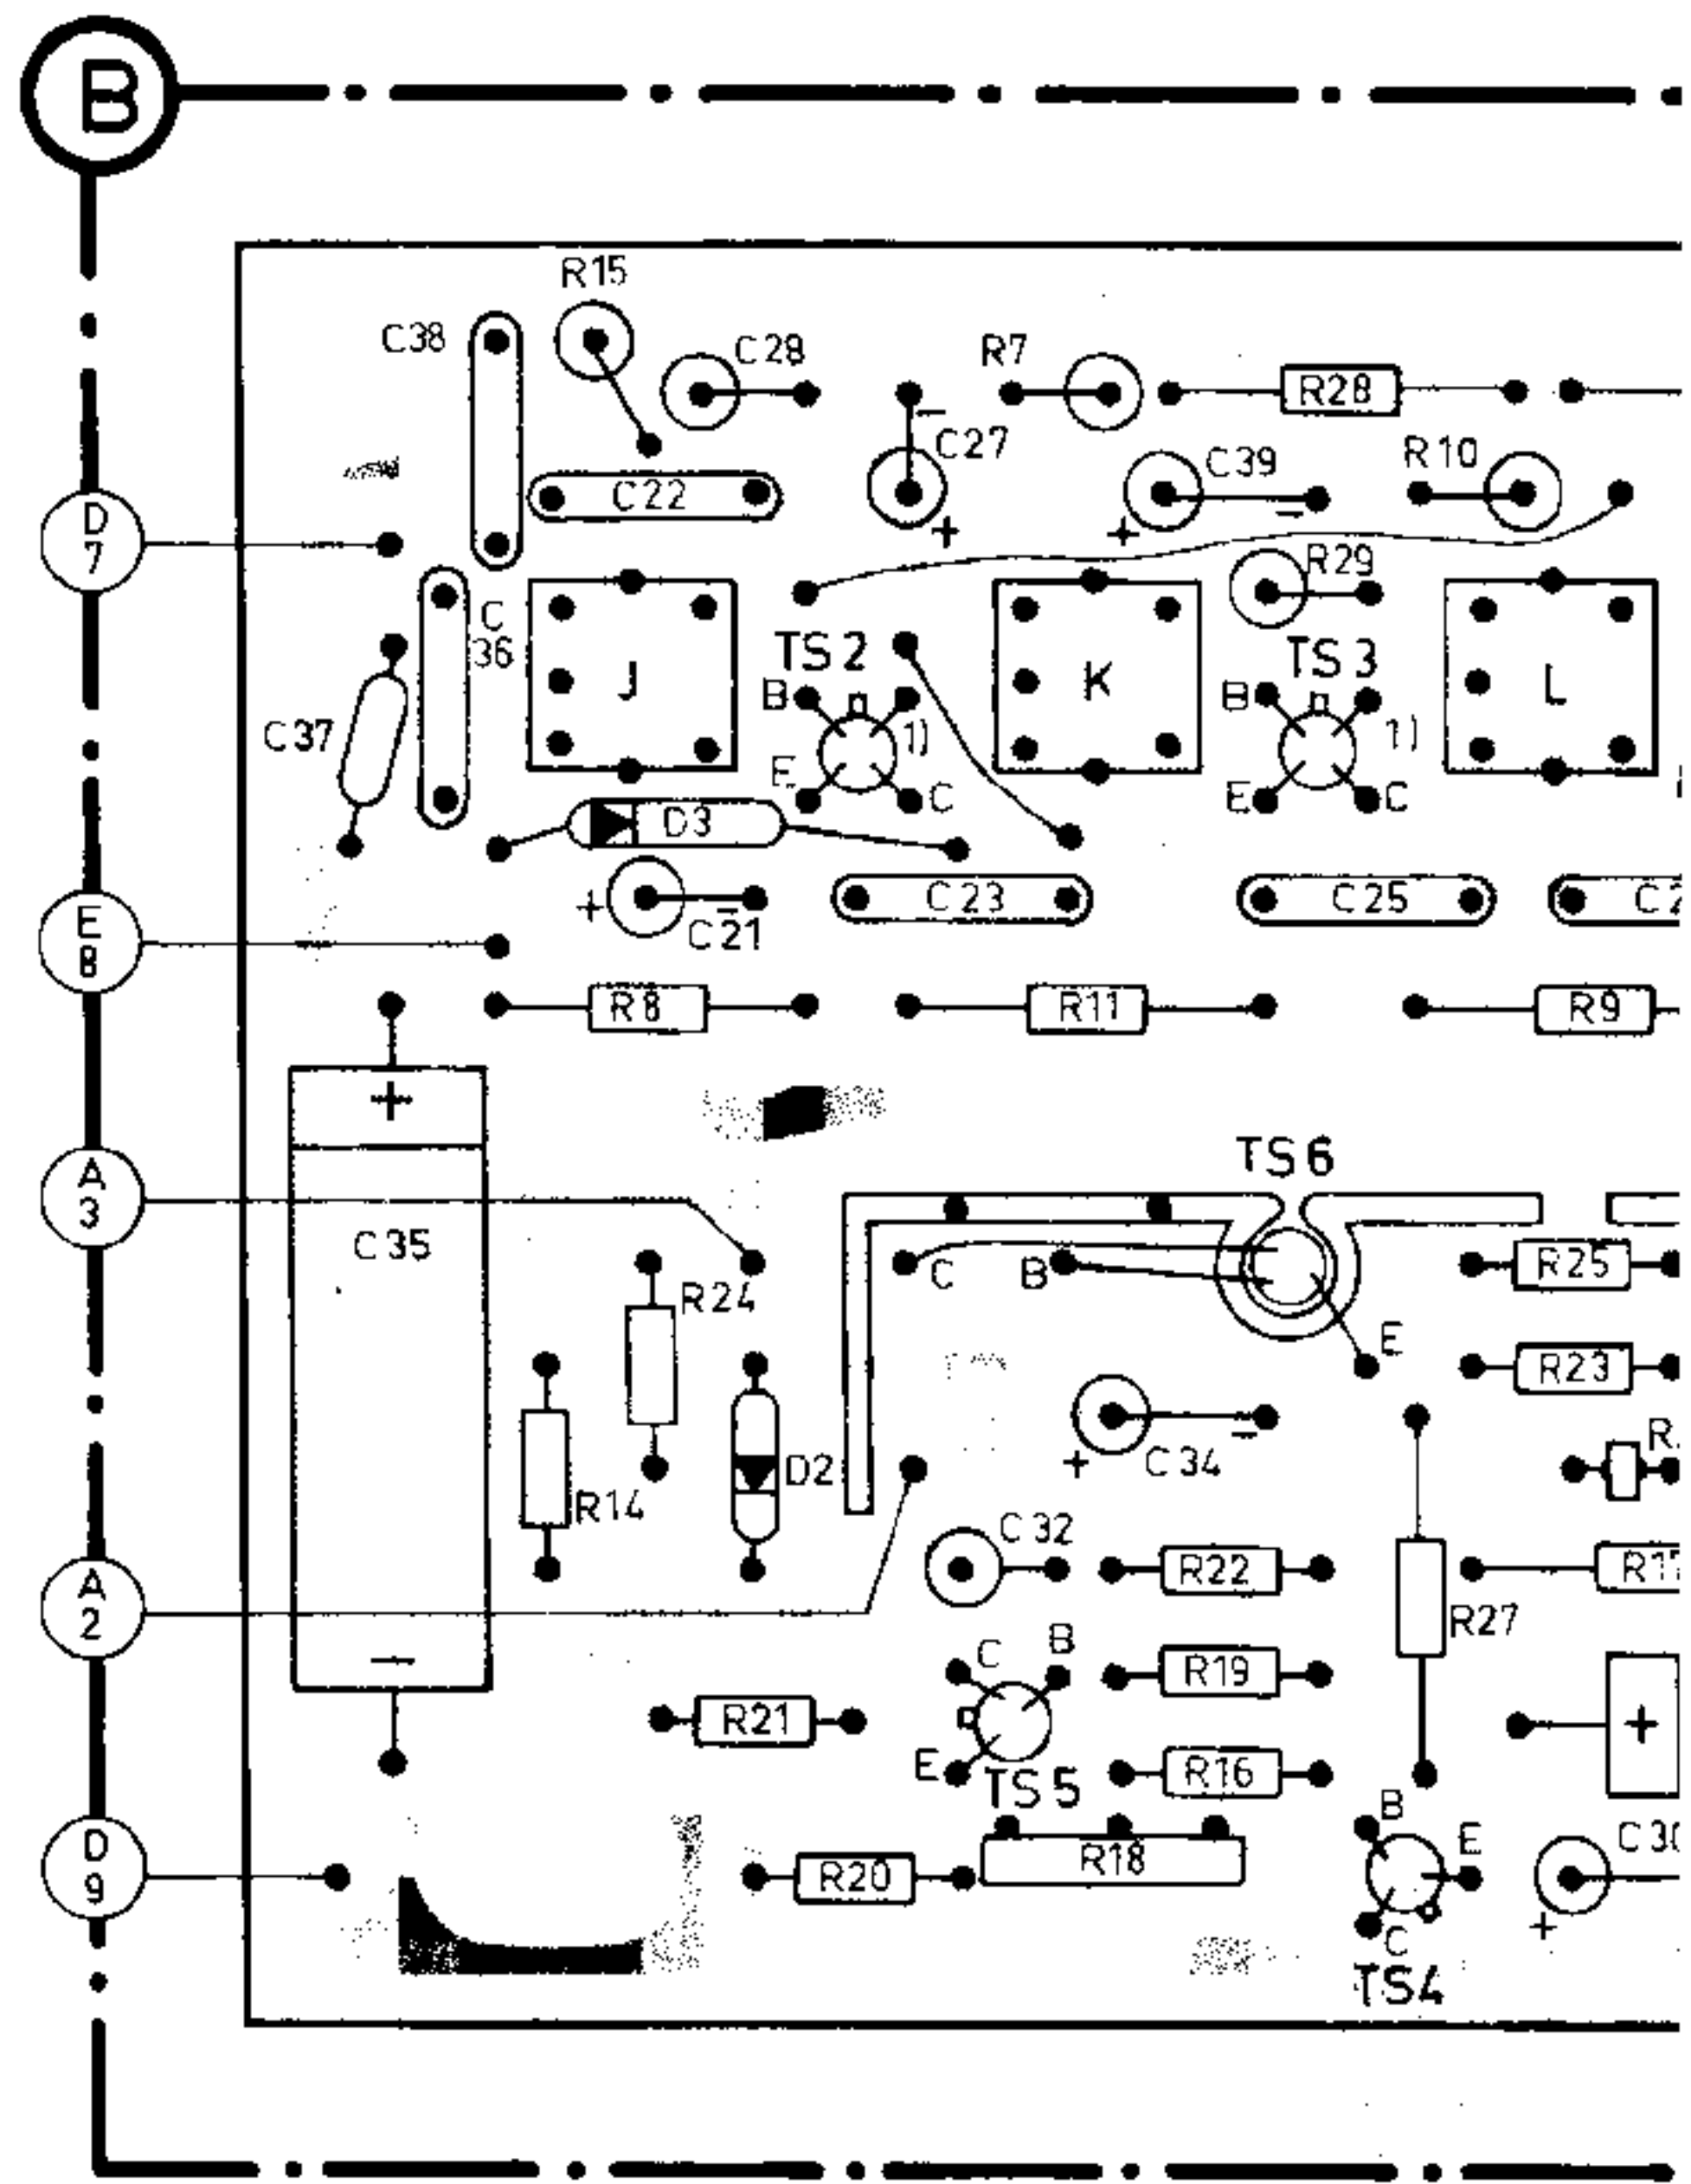 B
R15
C38
C28
R7
R28
C27
C39
R10
−
+
+
−
C22
D
7
R29
C
36
J
TS2
K
TS3
L
B
1)
B
1)
C37
E
C
E
C
D3
+
−
C21
C23
C25
E
8
R8
R11
R9
+
TS6
A
3
C35
C
B
R25
R24
E
R23
−
+
C34
D2
R14
C32
R22
A
2
R27
C
B
R19
−
R21
+
E
R16
TS5
B
E
D
9
R20
R18
C
+
TS4